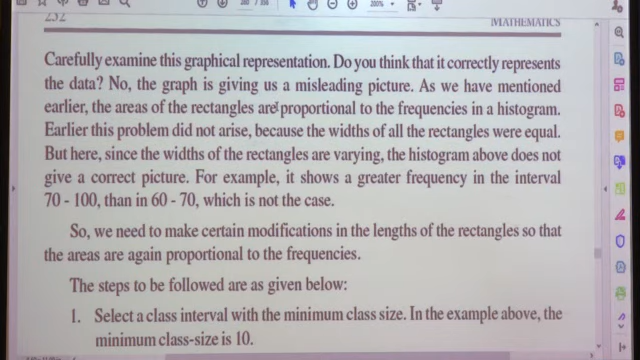 232
MATHEMATICS
Carefully examine this graphical representation. Do you think that it correctly represents
the data? No, the graph is giving us a misleading picture. As we have mentioned
earlier, the areas of the rectangles are proportional to the frequencies in a histogram.
Earlier this problem did not arise, because the widths of all the rectangles were equal.
But here, since the widths of the rectangles are varying, the histogram above does not
give a correct picture. For example, it shows a greater frequency in the interval
70 - 100, than in 60 - 70, which is not the case.
So, we need to make certain modifications in the lengths of the rectangles so that
the areas are again proportional to the frequencies.
The steps to be followed are as given below:
1. Select a class interval with the minimum class size. In the example above, the
minimum class-size is 10.